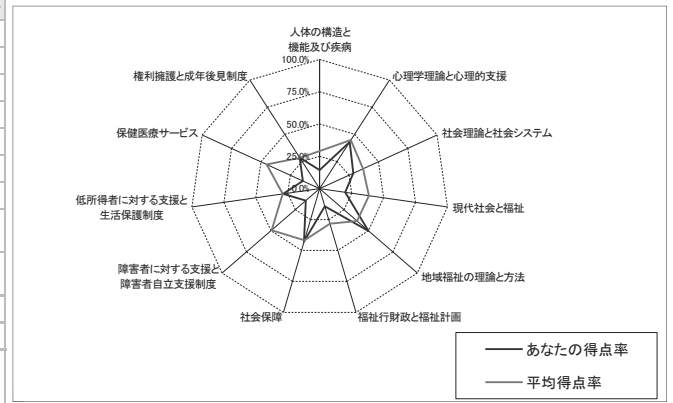 人体の構造と
機能及び疾病
100.0%
権利擁護と成年後見制度
心理学理論と心理的支援
75.0%
保健医療サービス
社会理論と社会システム
50.0%
25.0%
0.0%
低所得者に対する支援と
生活保護制度
現代社会と福祉
障害者に対する支援と
障害者自立支援制度
地域福祉の理論と方法
社会保障
福祉行財政と福祉計画
あなたの得点率
平均得点率